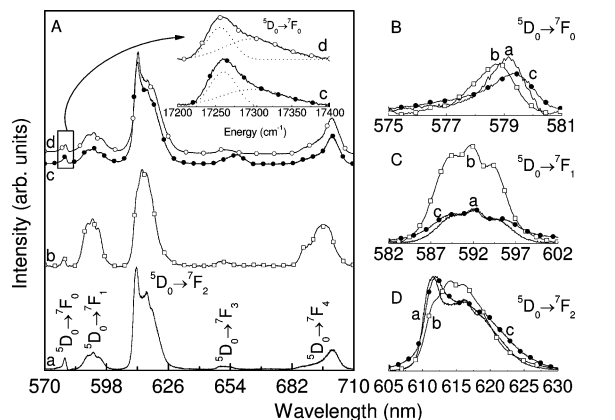 A
⁵D₀→⁷F₀
d
c
17200 17250 17300 17350 17400
Energy (cm⁻¹)
d
c
b
a
⁵D₀→⁷F₀
⁵D₀→⁷F₁
⁵D₀→⁷F₂
⁵D₀→⁷F₃
⁵D₀→⁷F₄
Intensity (arb. units)
570 598 626 654 682 710
B
⁵D₀→⁷F₀
b a c
575 577 579 581
C
⁵D₀→⁷F₁
b
c a
582 587 592 597 602
D
⁵D₀→⁷F₂
a b c
605 610 615 620 625 630
Wavelength (nm)